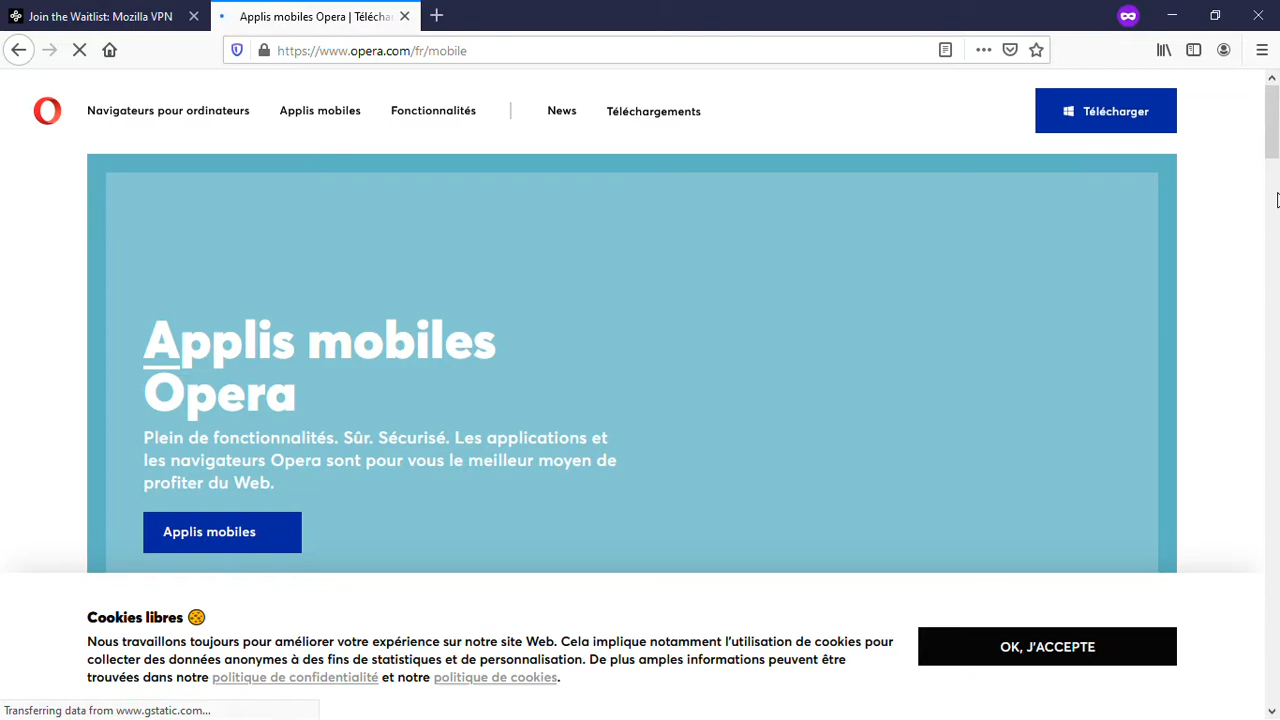 Join the Waitlist: Mozilla VPN
Applis mobiles Opera | Télécha
https://www.opera.com/fr/mobile
Navigateurs pour ordinateurs
Applis mobiles
Fonctionnalités
News
Téléchargements
Télécharger
Applis mobiles
Opera
Plein de fonctionnalités. Sûr. Sécurisé. Les applications et
les navigateurs Opera sont pour vous le meilleur moyen de
profiter du Web.
Applis mobiles
Cookies libres
Nous travaillons toujours pour améliorer votre expérience sur notre site Web. Cela implique notamment l'utilisation de cookies pour
collecter des données anonymes à des fins de statistiques et de personnalisation. De plus amples informations peuvent être
trouvées dans notre politique de confidentialité et notre politique de cookies.
OK, J'ACCEPTE
Transferring data from www.gstatic.com...